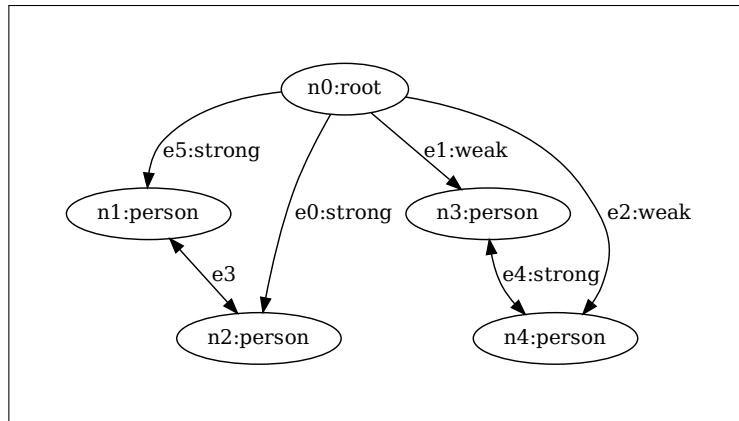 n0:root
e5:strong
e1:weak
n1:person
e0:strong
n3:person
e2:weak
e3
e4:strong
n2:person
n4:person